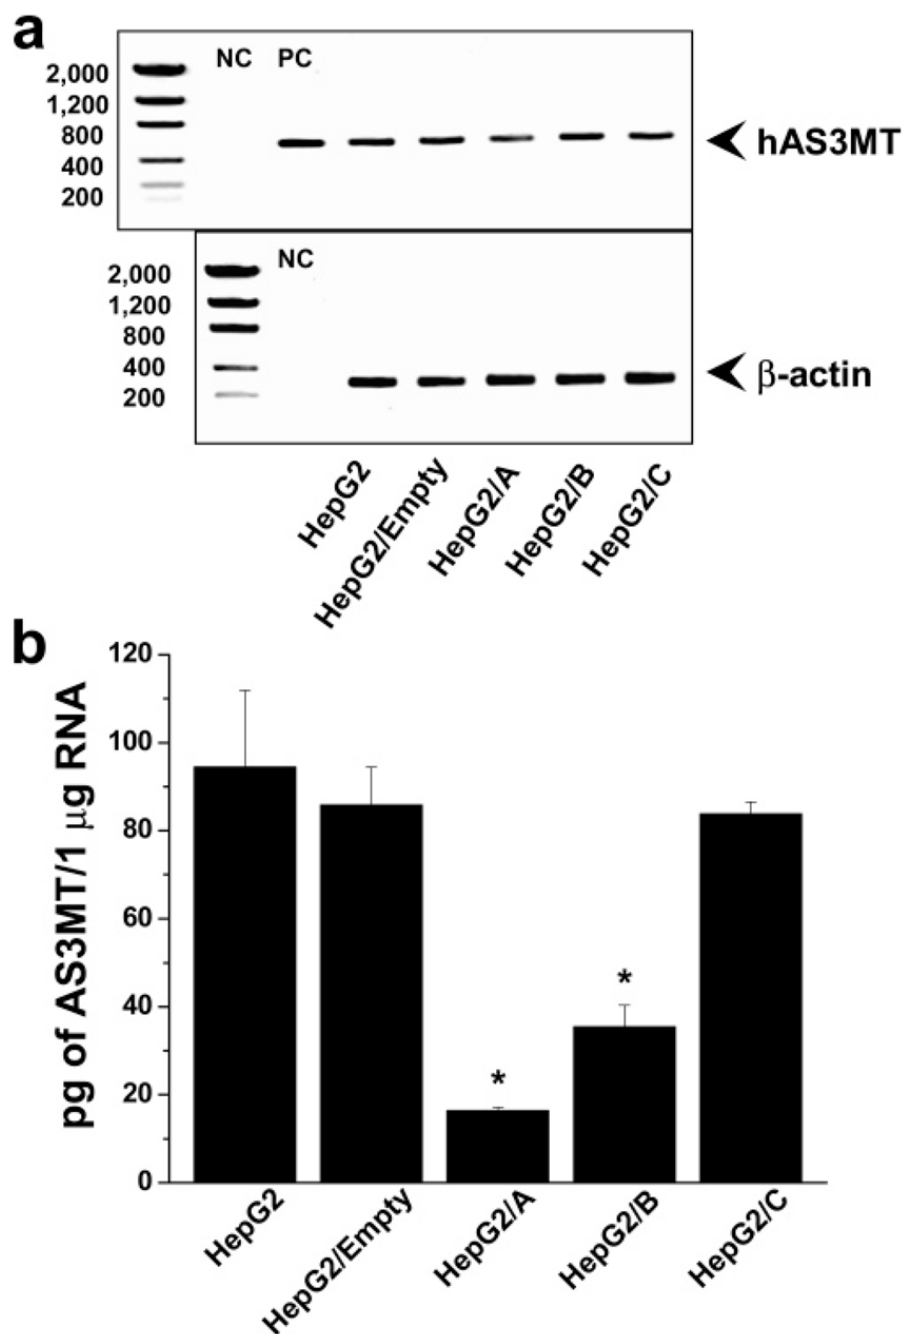 a
NC PC
2,000
1,200
800
400
200
hAS3MT
NC
2,000
1,200
800
400
200
β-actin
HepG2
HepG2/Empty
HepG2/A
HepG2/B
HepG2/C
b
pg of AS3MT/1 μg RNA
120
100
80
60
40
20
0
*
*
HepG2
HepG2/Empty
HepG2/A
HepG2/B
HepG2/C